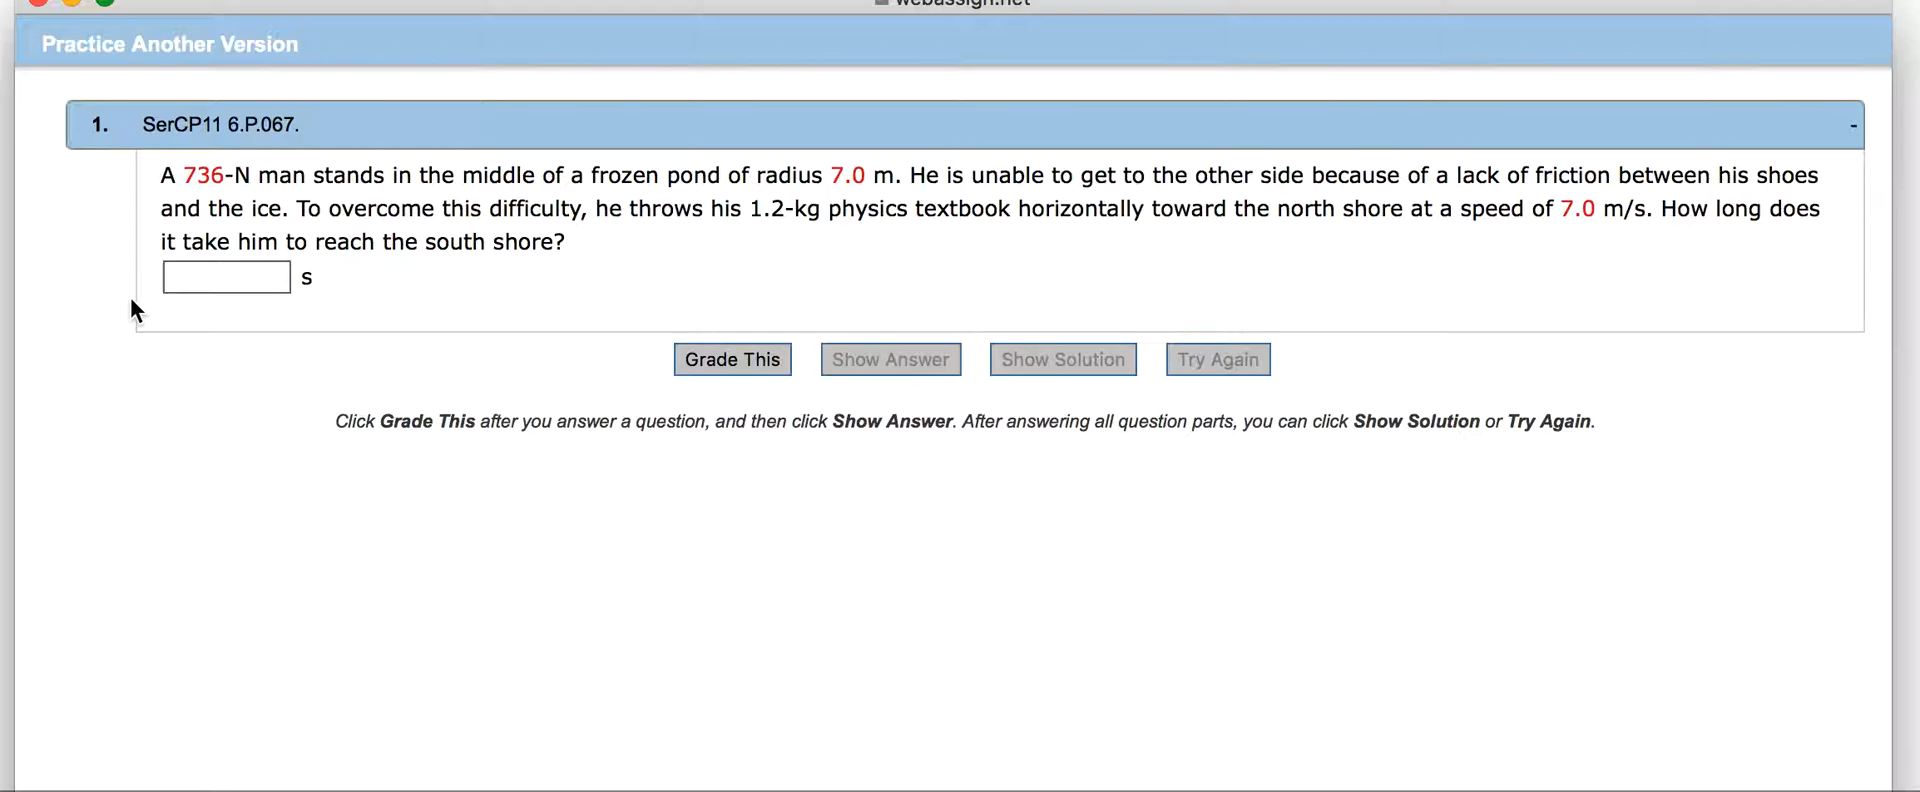 webassign.net
Practice Another Version
1. SerCP11 6.P.067. -
A 736-N man stands in the middle of a frozen pond of radius 7.0 m. He is unable to get to the other side because of a lack of friction between his shoes
and the ice. To overcome this difficulty, he throws his 1.2-kg physics textbook horizontally toward the north shore at a speed of 7.0 m/s. How long does
it take him to reach the south shore?
s
Grade This Show Answer Show Solution Try Again
Click Grade This after you answer a question, and then click Show Answer. After answering all question parts, you can click Show Solution or Try Again.